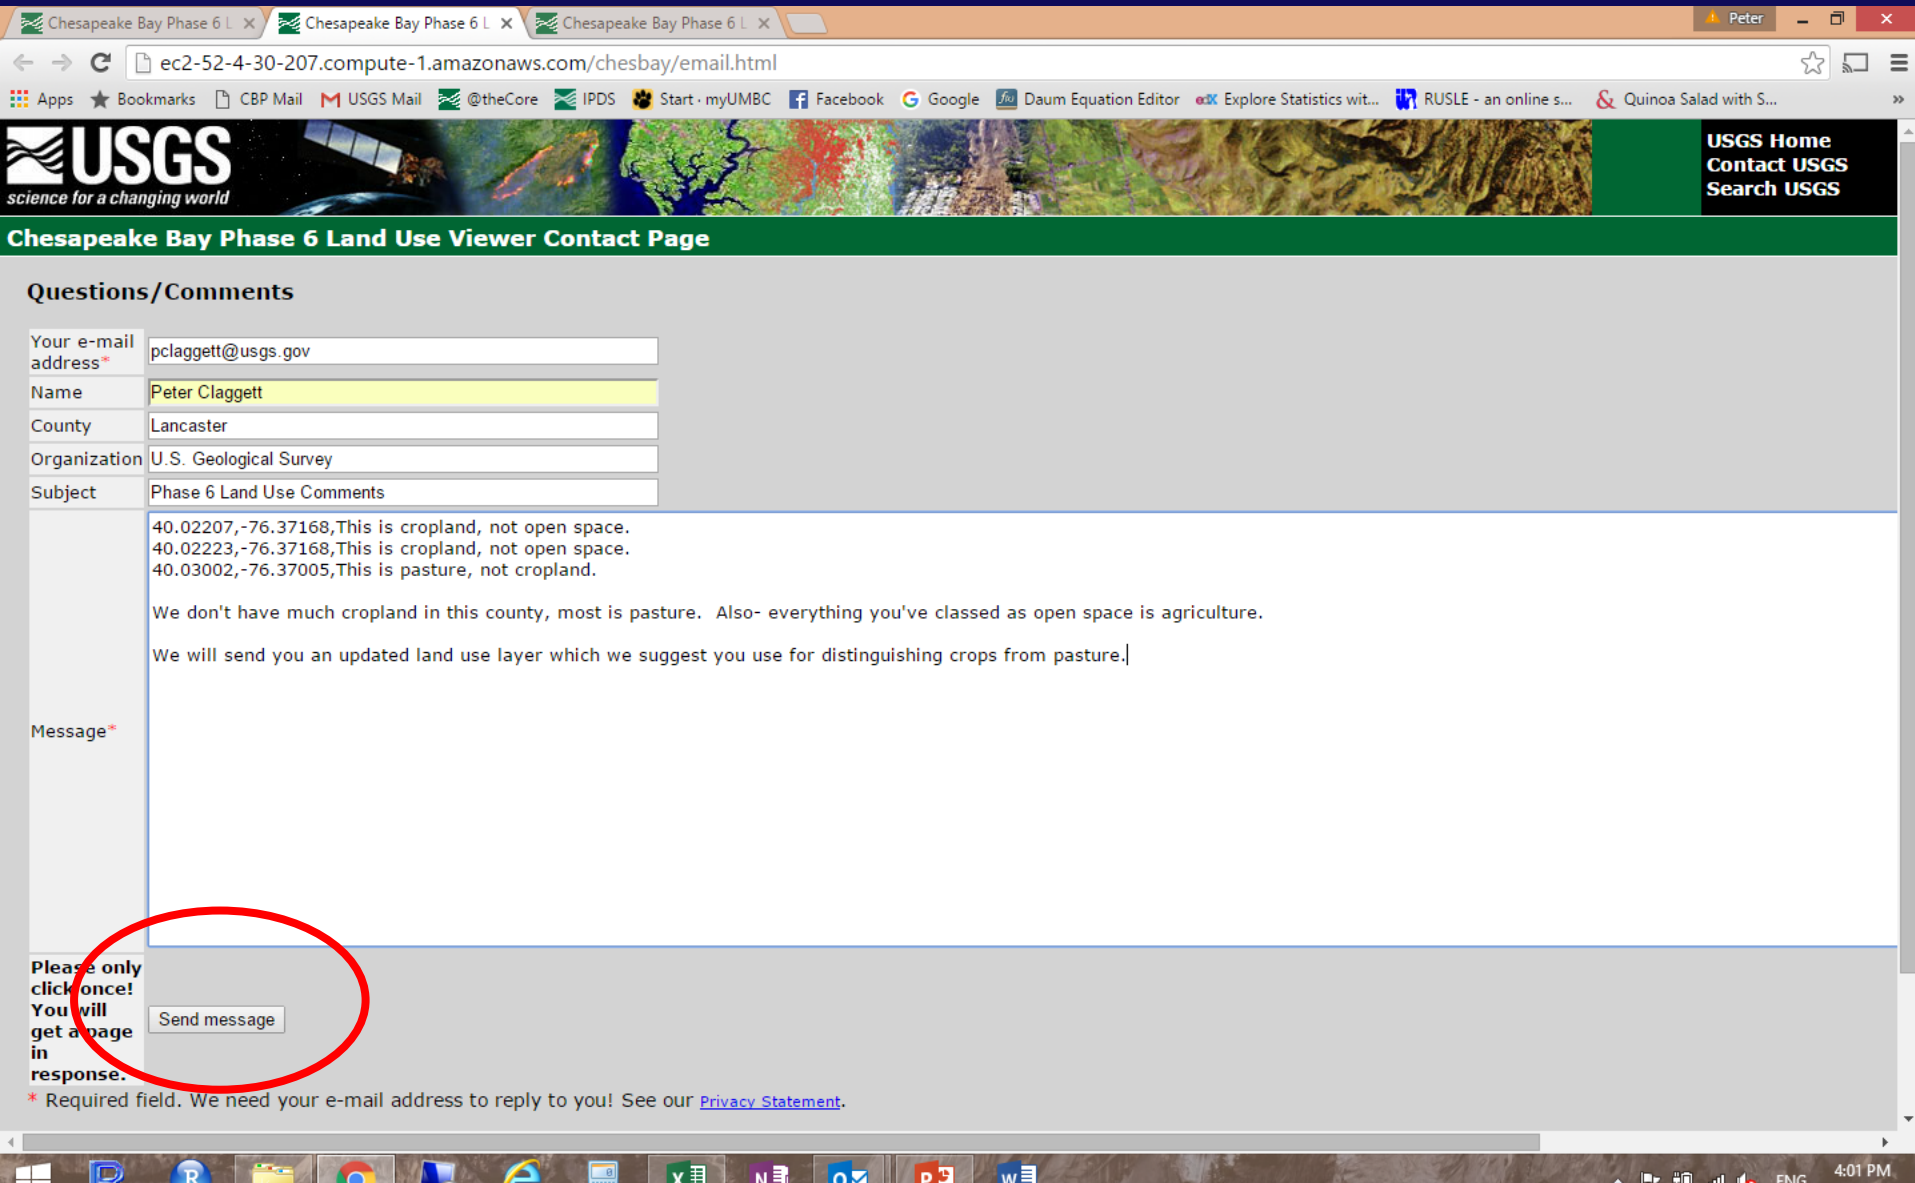 Chesapeake Bay Phase 6 L
Chesapeake Bay Phase 6 L
Chesapeake Bay Phase 6 L
Peter
ec2-52-4-30-207.compute-1.amazonaws.com/chesbay/email.html
Apps Bookmarks CBP Mail USGS Mail @theCore IPDS Start · myUMBC Facebook Google Daum Equation Editor edX Explore Statistics wit... RUSLE - an online s... Quinoa Salad with S... »
USGS
science for a changing world
USGS Home
Contact USGS
Search USGS
Chesapeake Bay Phase 6 Land Use Viewer Contact Page
Questions/Comments
Your e-mail
address*
pclaggett@usgs.gov
Name Peter Claggett
County Lancaster
Organization U.S. Geological Survey
Subject Phase 6 Land Use Comments
40.02207,-76.37168,This is cropland, not open space.
40.02223,-76.37168,This is cropland, not open space.
40.03002,-76.37005,This is pasture, not cropland.
We don't have much cropland in this county, most is pasture.  Also- everything you've classed as open space is agriculture.
We will send you an updated land use layer which we suggest you use for distinguishing crops from pasture.
Message*
Please only
click once!
You will
get a page
in
response.
Send message
* Required field. We need your e-mail address to reply to you! See our Privacy Statement.
ENG
4:01 PM